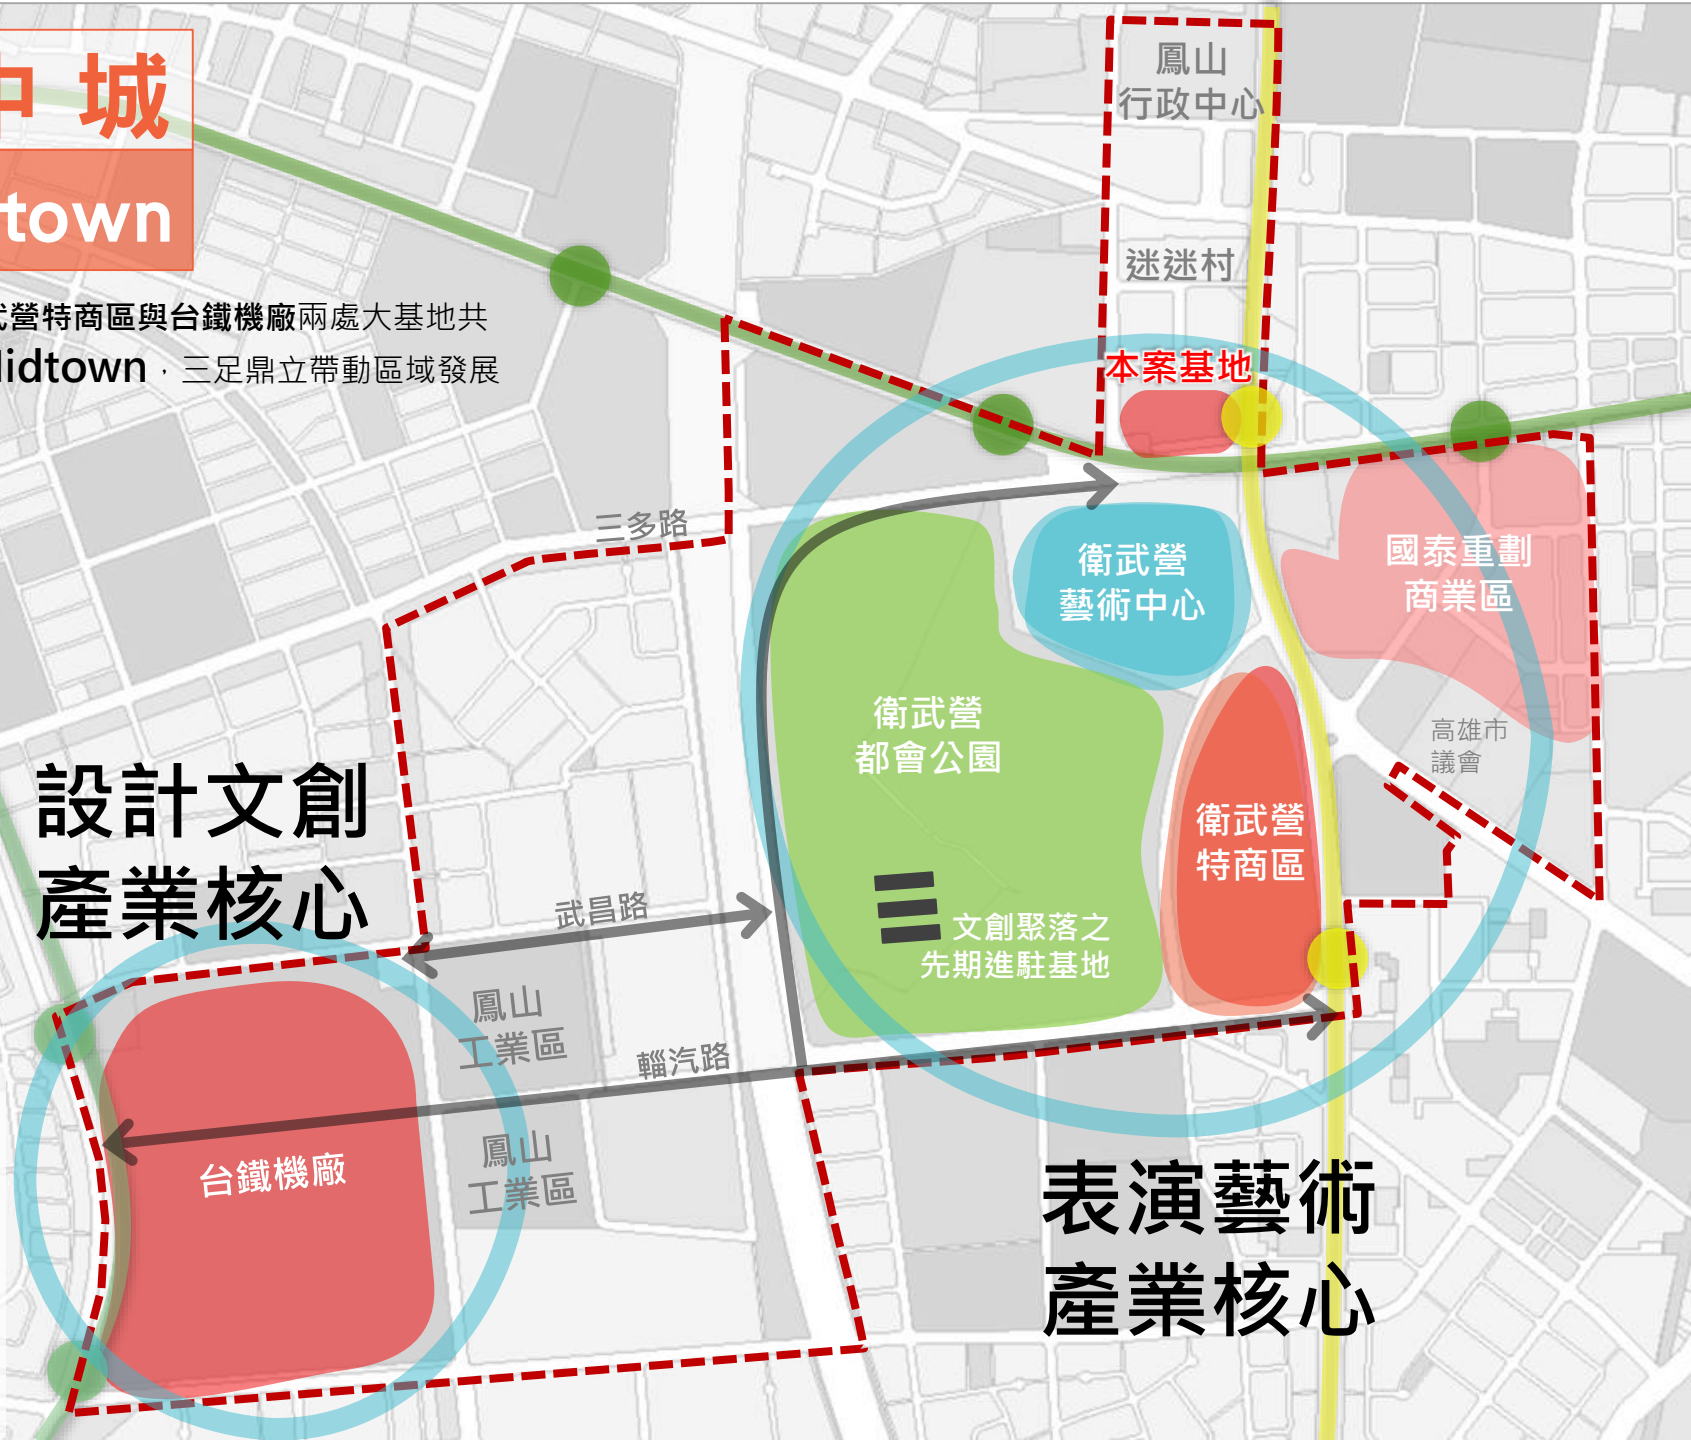 中城
town
鳳山
行政中心
迷迷村
武營特商區與台鐵機廠兩處大基地共
Midtown，三足鼎立帶動區域發展
本案基地
三多路
衛武營
藝術中心
國泰重劃
商業區
衛武營
都會公園
高雄市
議會
衛武營
特商區
設計文創
產業核心
武昌路
文創聚落之
先期進駐基地
鳳山
工業區
輜汽路
鳳山
工業區
台鐵機廠
表演藝術
產業核心